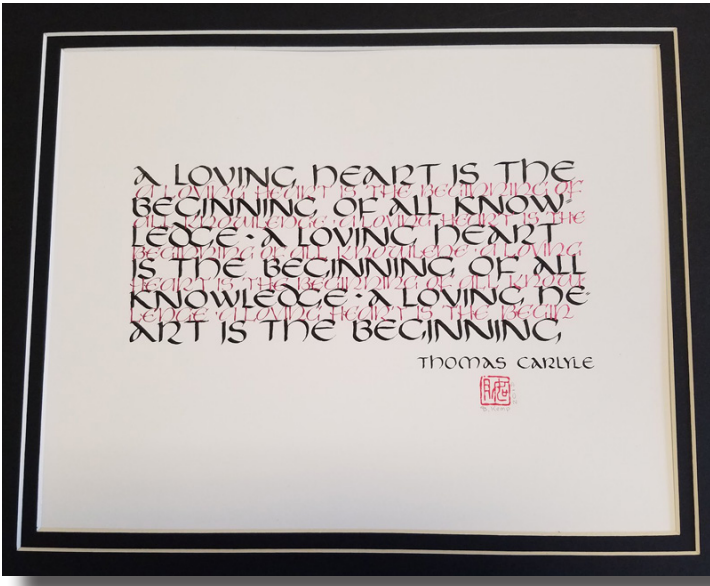 A LOVING HEART IS THE
A LOVING HEART IS THE BEGINNING OF
BEGINNING OF ALL KNOW-
ALL KNOWLEDGE · A LOVING HEART IS THE
LEDGE · A LOVING HEART
BEGINNING OF ALL KNOWLEDGE · A LOVING
IS THE BEGINNING OF ALL
HEART IS THE BEGINNING OF ALL KNOW
KNOWLEDGE · A LOVING HE-
LEDGE · A LOVING HEART IS THE BEGIN
ART IS THE BEGINNING
THOMAS CARLYLE